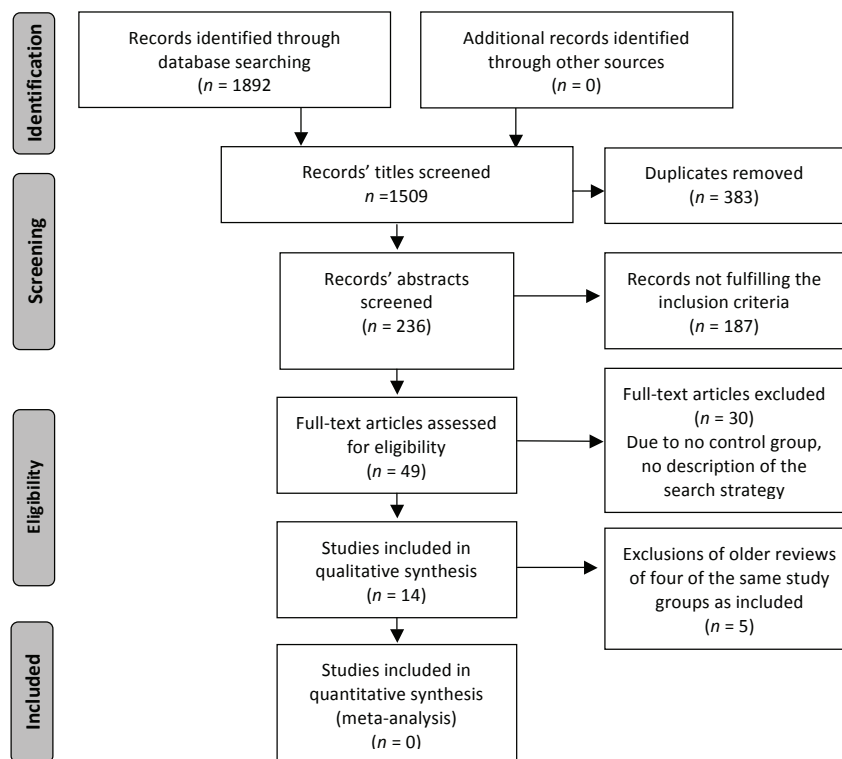 Identification
Records identified through
database searching
(n = 1892
Additional records identified
through other sources
(n = 0)
Screening
Records’ titles screened
n =1509
Duplicates removed
(n = 383)
Records’ abstracts
screened
(n = 236)
Records not fulfilling the
inclusion criteria
(n = 187)
Eligibility
Full-text articles assessed
for eligibility
(n = 49)
Full-text articles excluded
(n = 30)
Due to no control group,
no description of the
search strategy
Studies included in
qualitative synthesis
(n = 14)
Exclusions of older reviews
of four of the same study
groups as included
(n = 5)
Included
Studies included in
quantitative synthesis
(meta-analysis)
(n = 0)